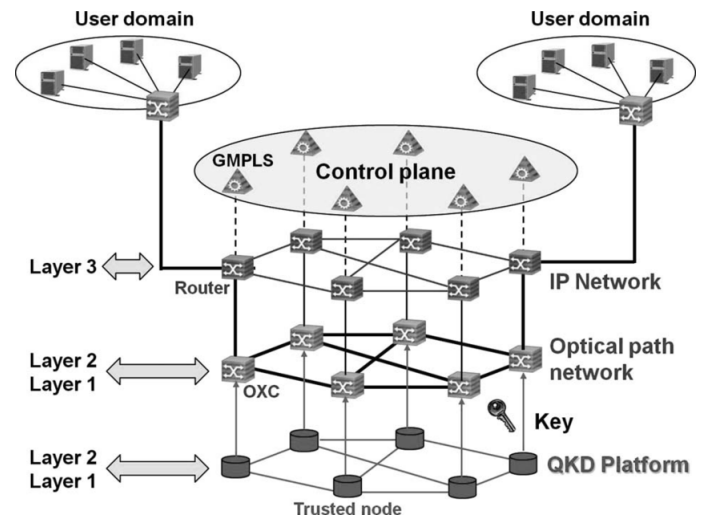 User domain
User domain
GMPLS
Control plane
Layer 3
Router
IP Network
Layer 2
Layer 1
OXC
Optical path
network
Key
Layer 2
Layer 1
QKD Platform
Trusted node